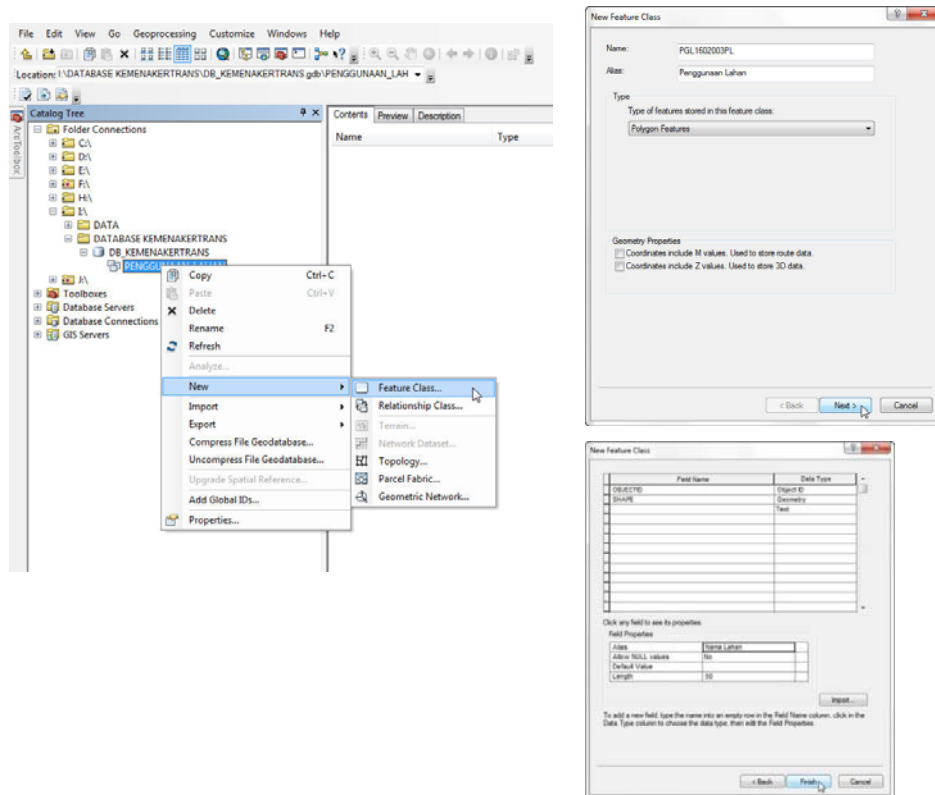 File Edit View Go Geoprocessing Customize Windows Help
Location: I:\DATABASE KEMENAKERTRANS\DB_KEMENAKERTRANS.gdb\PENGGUNAAN_LAH
Catalog Tree
Folder Connections
C:\
D:\
E:\
F:\
H:\
I:\
DATA
DATABASE KEMENAKERTRANS
DB_KEMENAKERTRANS
J:\
Toolboxes
Database Servers
Database Connections
GIS Servers
ArcToolbox
Contents Preview Description
Name Type
Copy Ctrl+C
Paste Ctrl+V
Delete
Rename F2
Refresh
Analyze...
New
Import
Export
Compress File Geodatabase...
Uncompress File Geodatabase...
Upgrade Spatial Reference...
Add Global IDs...
Properties...
Feature Class...
Relationship Class...
Terrain...
Network Dataset...
Topology...
Parcel Fabric...
Geometric Network...
New Feature Class
Name: PGL1602003PL
Alias: Penggunaan Lahan
Type
Type of features stored in this feature class:
Polygon Features
Geometry Properties
Coordinates include M values. Used to store route data.
Coordinates include Z values. Used to store 3D data.
< Back Next > Cancel
New Feature Class
Field Name Data Type
OBJECTID Object ID
SHAPE Geometry
Text
Click any field to see its properties.
Field Properties
Alias Nama Lahan
Allow NULL values No
Default Value
Length 50
Import...
To add a new field, type the name into an empty row in the Field Name column, click in the
Data Type column to choose the data type, then edit the Field Properties.
< Back Finish Cancel